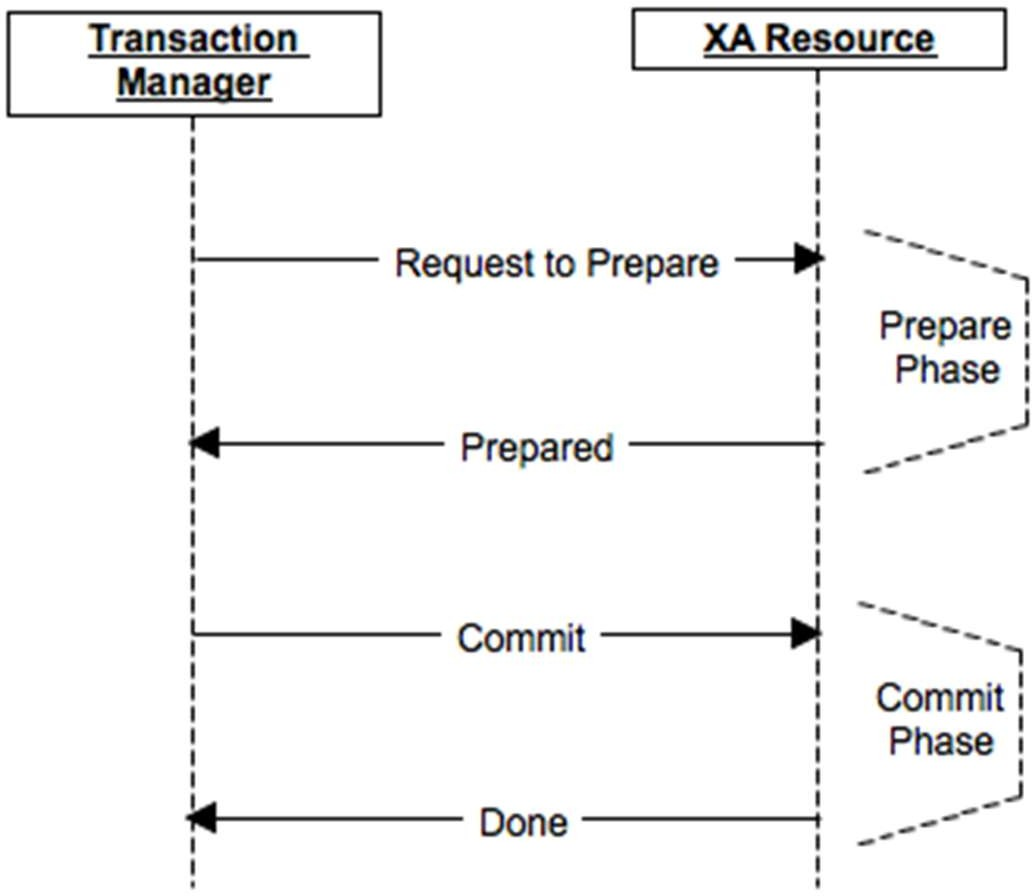 Transaction
Manager
XA Resource
Request to Prepare
Prepare
Phase
Prepared
Commit
Commit
Phase
Done